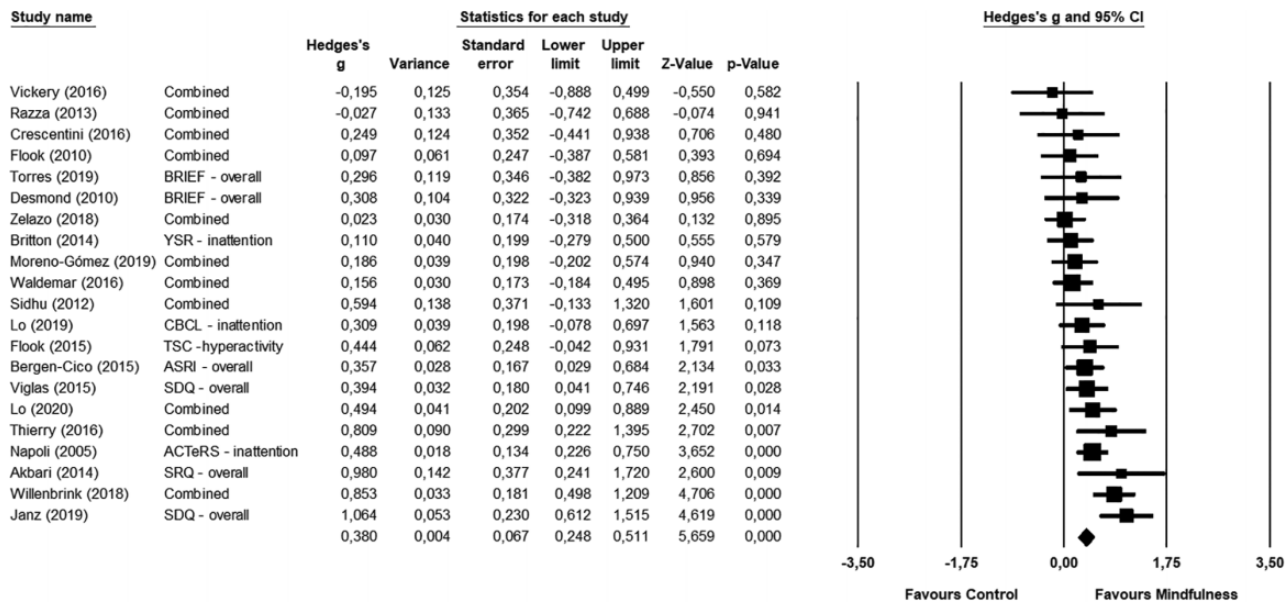 Study name Statistics for each study Hedges's g and 95% CI
Hedges's Standard Lower Upper
g Variance error limit limit Z-Value p-Value
Vickery (2016) Combined -0,195 0,125 0,354 -0,888 0,499 -0,550 0,582
Razza (2013) Combined -0,027 0,133 0,365 -0,742 0,688 -0,074 0,941
Crescentini (2016) Combined 0,249 0,124 0,352 -0,441 0,938 0,706 0,480
Flook (2010) Combined 0,097 0,061 0,247 -0,387 0,581 0,393 0,694
Torres (2019) BRIEF - overall 0,296 0,119 0,346 -0,382 0,973 0,856 0,392
Desmond (2010) BRIEF - overall 0,308 0,104 0,322 -0,323 0,939 0,956 0,339
Zelazo (2018) Combined 0,023 0,030 0,174 -0,318 0,364 0,132 0,895
Britton (2014) YSR - inattention 0,110 0,040 0,199 -0,279 0,500 0,555 0,579
Moreno-Gómez (2019) Combined 0,186 0,039 0,198 -0,202 0,574 0,940 0,347
Waldemar (2016) Combined 0,156 0,030 0,173 -0,184 0,495 0,898 0,369
Sidhu (2012) Combined 0,594 0,138 0,371 -0,133 1,320 1,601 0,109
Lo (2019) CBCL - inattention 0,309 0,039 0,198 -0,078 0,697 1,563 0,118
Flook (2015) TSC -hyperactivity 0,444 0,062 0,248 -0,042 0,931 1,791 0,073
Bergen-Cico (2015) ASRI - overall 0,357 0,028 0,167 0,029 0,684 2,134 0,033
Viglas (2015) SDQ - overall 0,394 0,032 0,180 0,041 0,746 2,191 0,028
Lo (2020) Combined 0,494 0,041 0,202 0,099 0,889 2,450 0,014
Thierry (2016) Combined 0,809 0,090 0,299 0,222 1,395 2,702 0,007
Napoli (2005) ACTeRS - inattention 0,488 0,018 0,134 0,226 0,750 3,652 0,000
Akbari (2014) SRQ - overall 0,980 0,142 0,377 0,241 1,720 2,600 0,009
Willenbrink (2018) Combined 0,853 0,033 0,181 0,498 1,209 4,706 0,000
Janz (2019) SDQ - overall 1,064 0,053 0,230 0,612 1,515 4,619 0,000
0,380 0,004 0,067 0,248 0,511 5,659 0,000
-3,50 -1,75 0,00 1,75 3,50
Favours Control Favours Mindfulness